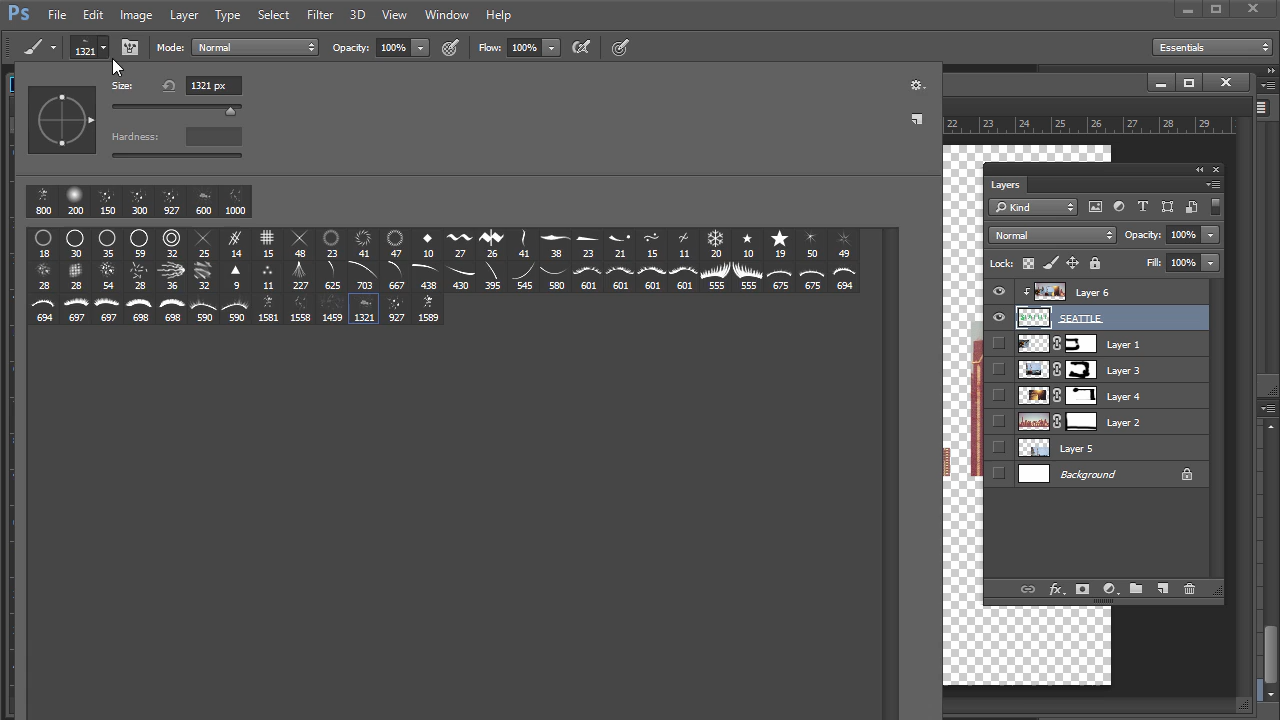 Ps File Edit Image Layer Type Select Filter 3D View Window Help
1321 Mode: Normal Opacity: 100% Flow: 100% Essentials
Size: 1321 px
Hardness:
22 23 24 25 26 27 28 29
800 200 150 300 927 600 1000
18 30 35 59 32 25 14 15 48 23 41 47 10 27 26 41 38 23 21 15 11 20 10 19 50 49
28 28 54 28 36 32 9 11 227 625 703 667 438 430 395 545 580 601 601 601 601 555 555 675 675 694
694 697 697 698 698 590 590 1581 1558 1459 1321 927 1589
Layers
Kind
Normal Opacity: 100%
Lock: Fill: 100%
Layer 6
SEATTLE
Layer 1
Layer 3
Layer 4
Layer 2
Layer 5
Background
fx